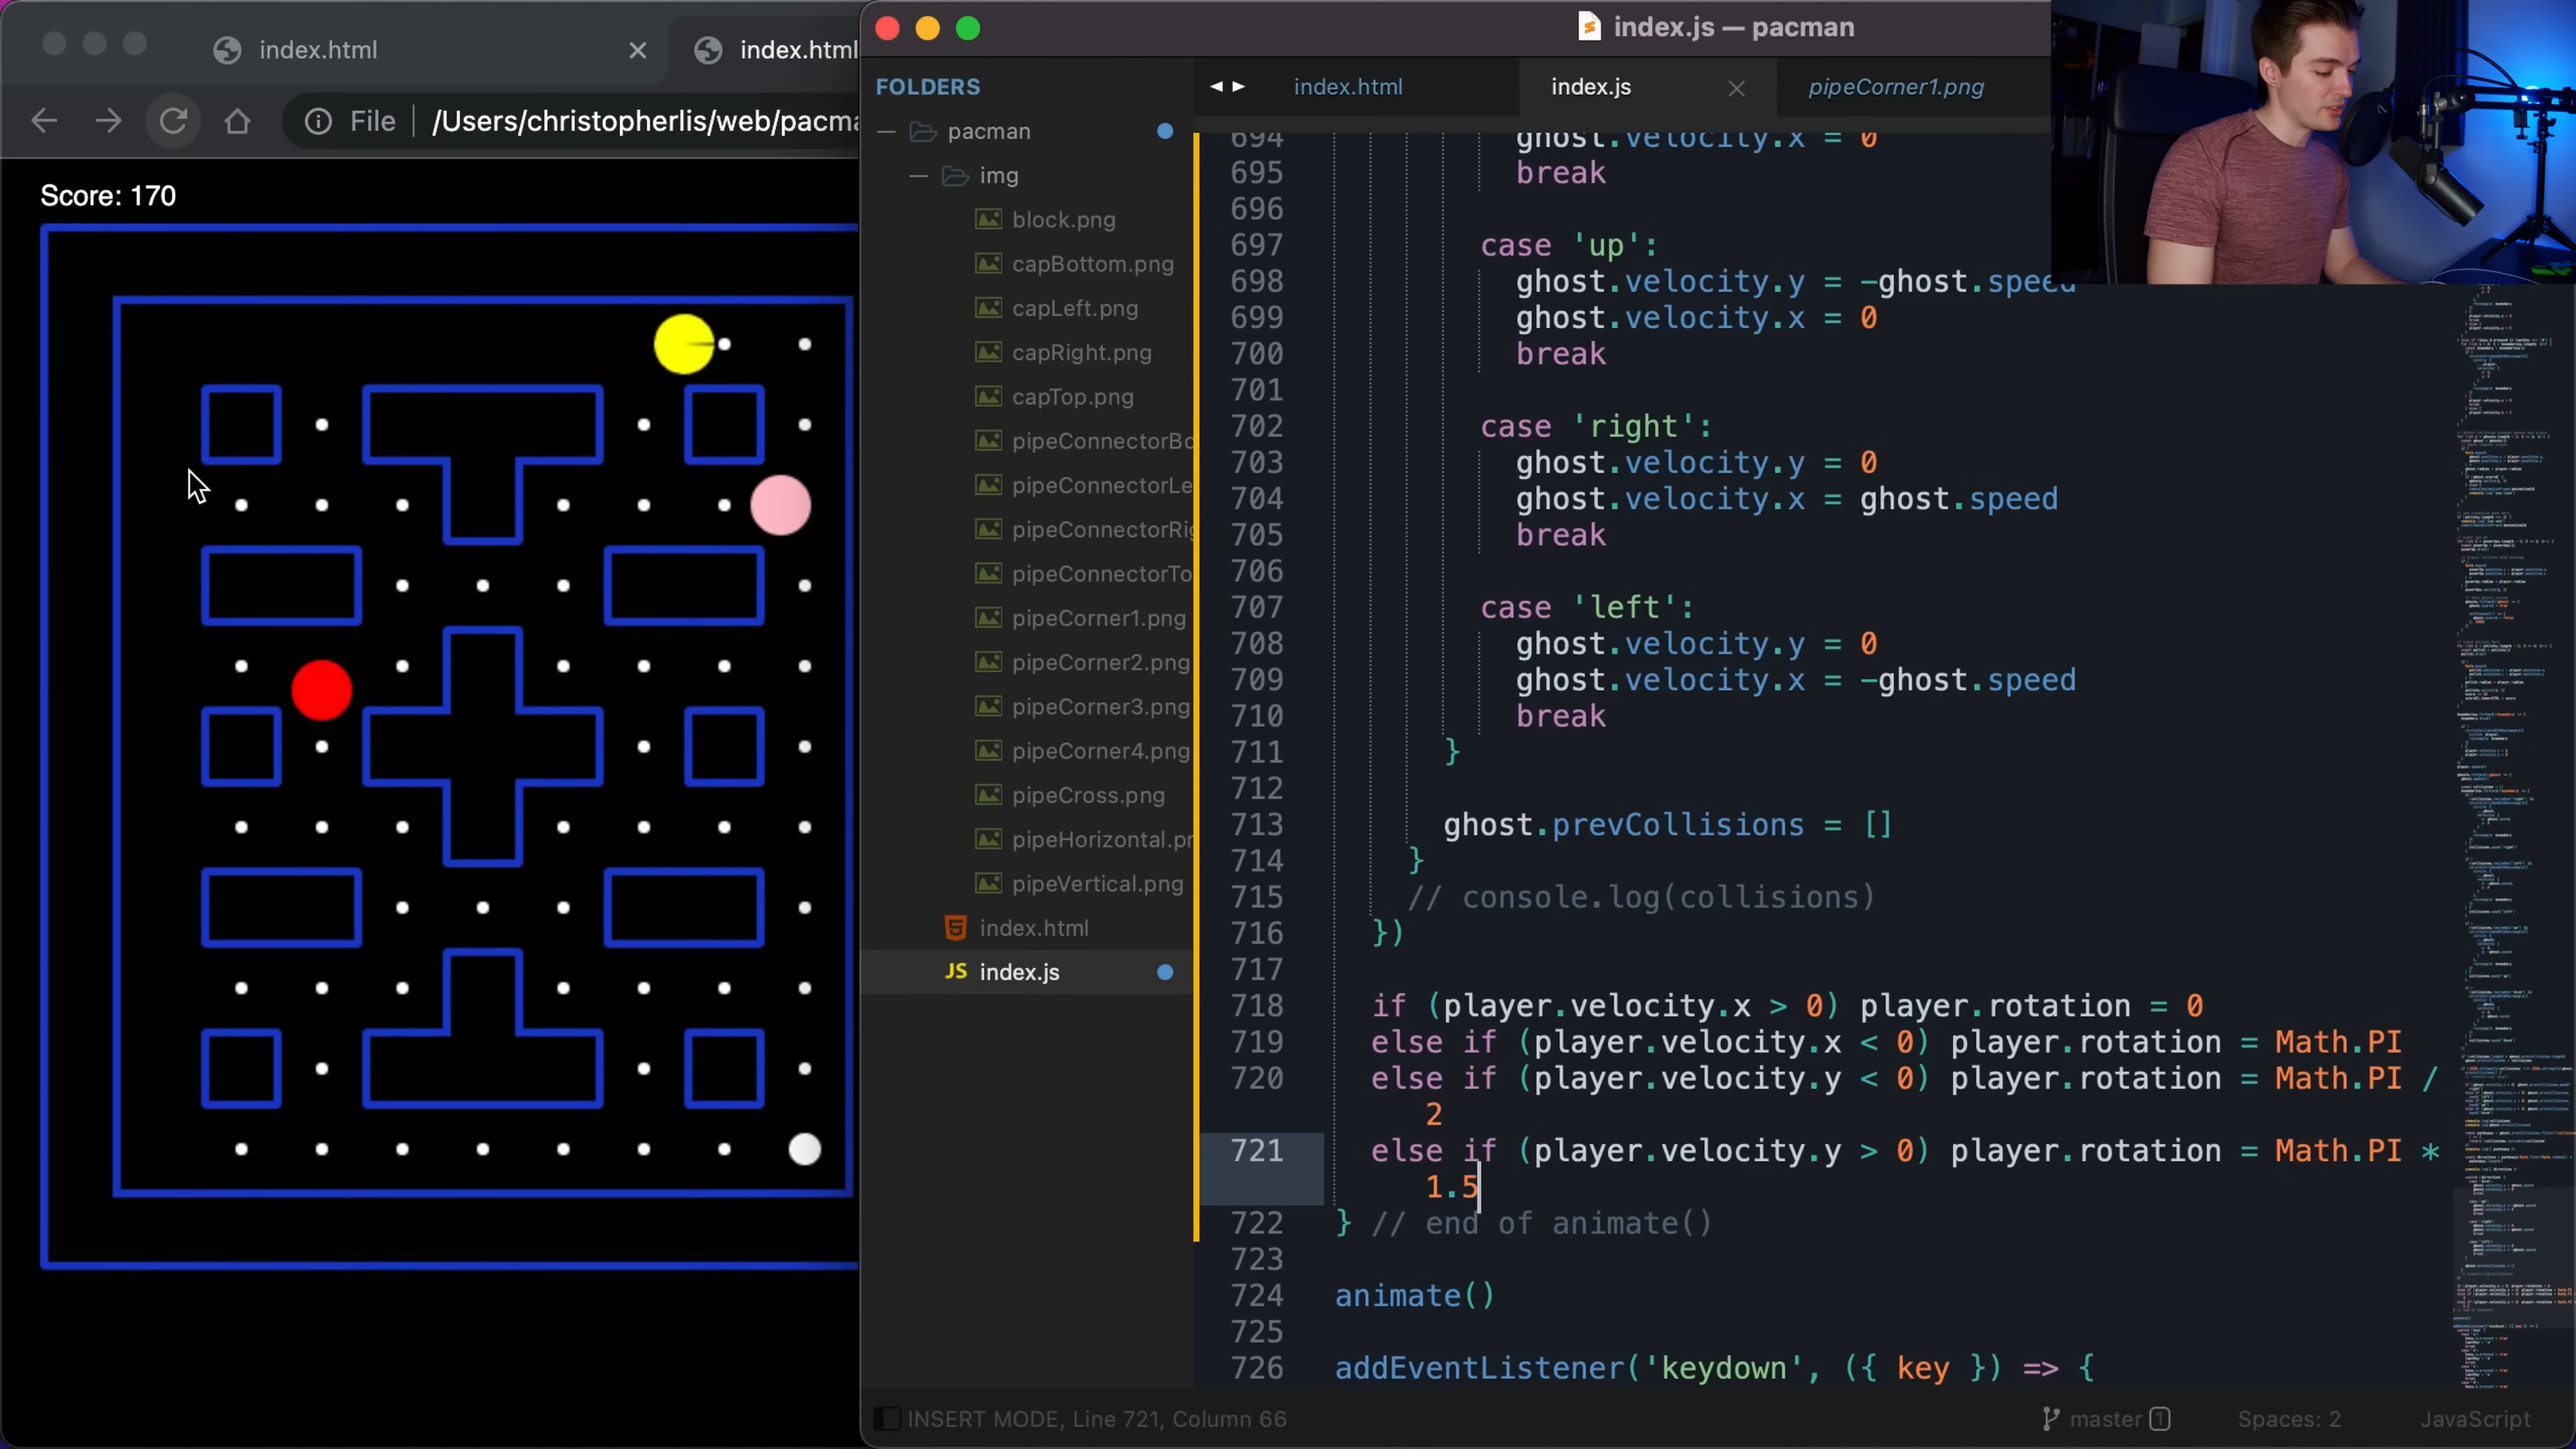 index.html
index.html
File
/Users/christopherlis/web/pacma
Score: 170
index.js — pacman
FOLDERS
pacman
img
block.png
capBottom.png
capLeft.png
capRight.png
capTop.png
pipeConnectorBo
pipeConnectorLe
pipeConnectorRig
pipeConnectorTo
pipeCorner1.png
pipeCorner2.png
pipeCorner3.png
pipeCorner4.png
pipeCross.png
pipeHorizontal.pr
pipeVertical.png
index.html
JS index.js
index.html
index.js
pipeCorner1.png
694 ghost.velocity.x = 0
695 break
696
697 case 'up':
698 ghost.velocity.y = -ghost.speed
699 ghost.velocity.x = 0
700 break
701
702 case 'right':
703 ghost.velocity.y = 0
704 ghost.velocity.x = ghost.speed
705 break
706
707 case 'left':
708 ghost.velocity.y = 0
709 ghost.velocity.x = -ghost.speed
710 break
711 }
712
713 ghost.prevCollisions = []
714 }
715 // console.log(collisions)
716 })
717
718 if (player.velocity.x > 0) player.rotation = 0
719 else if (player.velocity.x < 0) player.rotation = Math.PI
720 else if (player.velocity.y < 0) player.rotation = Math.PI /
2
721 else if (player.velocity.y > 0) player.rotation = Math.PI *
1.5
722 } // end of animate()
723
724 animate()
725
726 addEventListener('keydown', ({ key }) => {
INSERT MODE, Line 721, Column 66
master 1
Spaces: 2
JavaScript